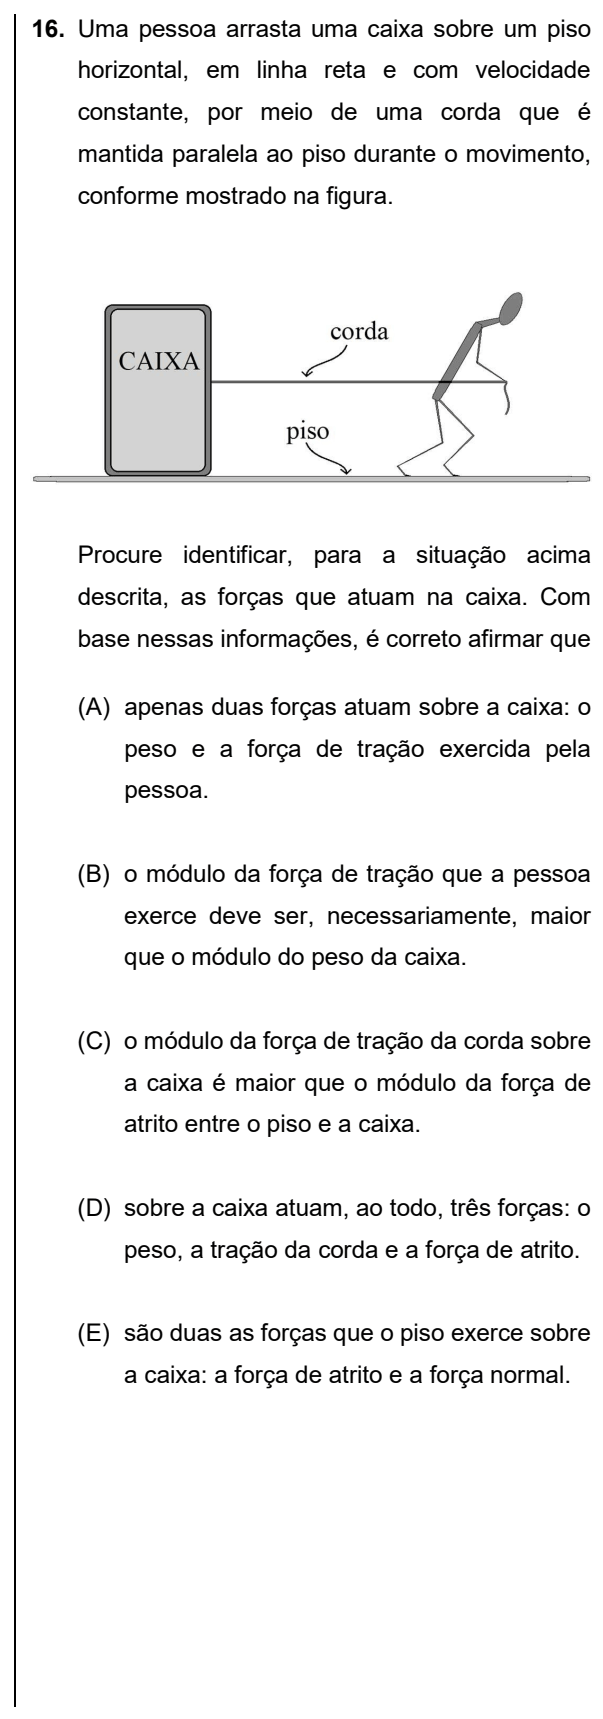 16. Uma pessoa arrasta uma caixa sobre um piso
horizontal, em linha reta e com velocidade
constante, por meio de uma corda que é
mantida paralela ao piso durante o movimento,
conforme mostrado na figura.
corda
CAIXA
piso
Procure identificar, para a situação acima
descrita, as forças que atuam na caixa. Com
base nessas informações, é correto afirmar que
(A) apenas duas forças atuam sobre a caixa: o
peso e a força de tração exercida pela
pessoa.
(B) o módulo da força de tração que a pessoa
exerce deve ser, necessariamente, maior
que o módulo do peso da caixa.
(C) o módulo da força de tração da corda sobre
a caixa é maior que o módulo da força de
atrito entre o piso e a caixa.
(D) sobre a caixa atuam, ao todo, três forças: o
peso, a tração da corda e a força de atrito.
(E) são duas as forças que o piso exerce sobre
a caixa: a força de atrito e a força normal.